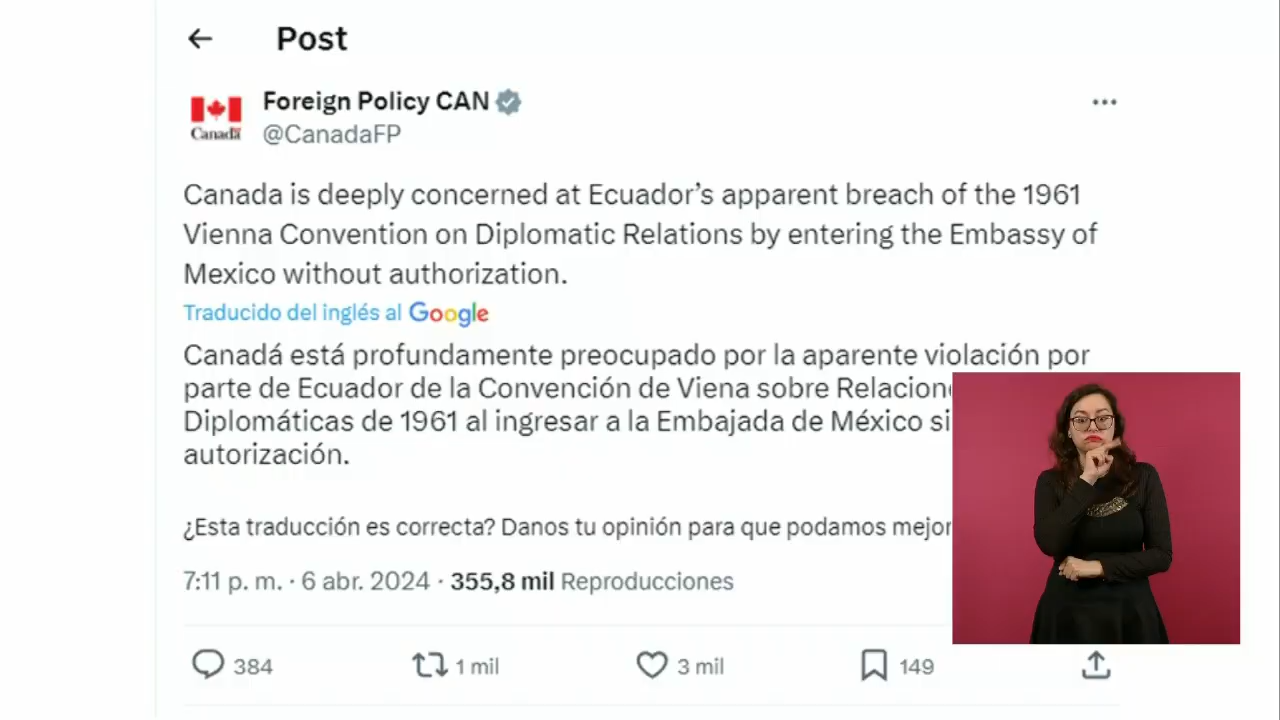 Post
Foreign Policy CAN
Canada
@CanadaFP
Canada is deeply concerned at Ecuador's apparent breach of the 1961
Vienna Convention on Diplomatic Relations by entering the Embassy of
Mexico without authorization.
Traducido del inglés al Google
Canadá está profundamente preocupado por la aparente violación por
parte de Ecuador de la Convención de Viena sobre
Diplomáticas de 1961 al ingresar a la Embajada de México
autorización.
¿Esta traducción es correcta? Danos tu opinión para que podamos
7:11 p. m. · 6 abr. 2024 · 355,8 mil Reproducciones
384
1 mil
3 mil
149